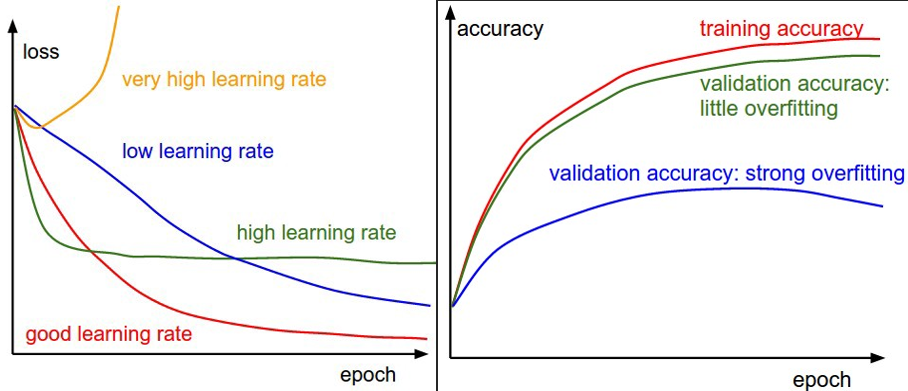 loss
very high learning rate
low learning rate
high learning rate
good learning rate
epoch
accuracy
training accuracy
validation accuracy:
little overfitting
validation accuracy: strong overfitting
epoch